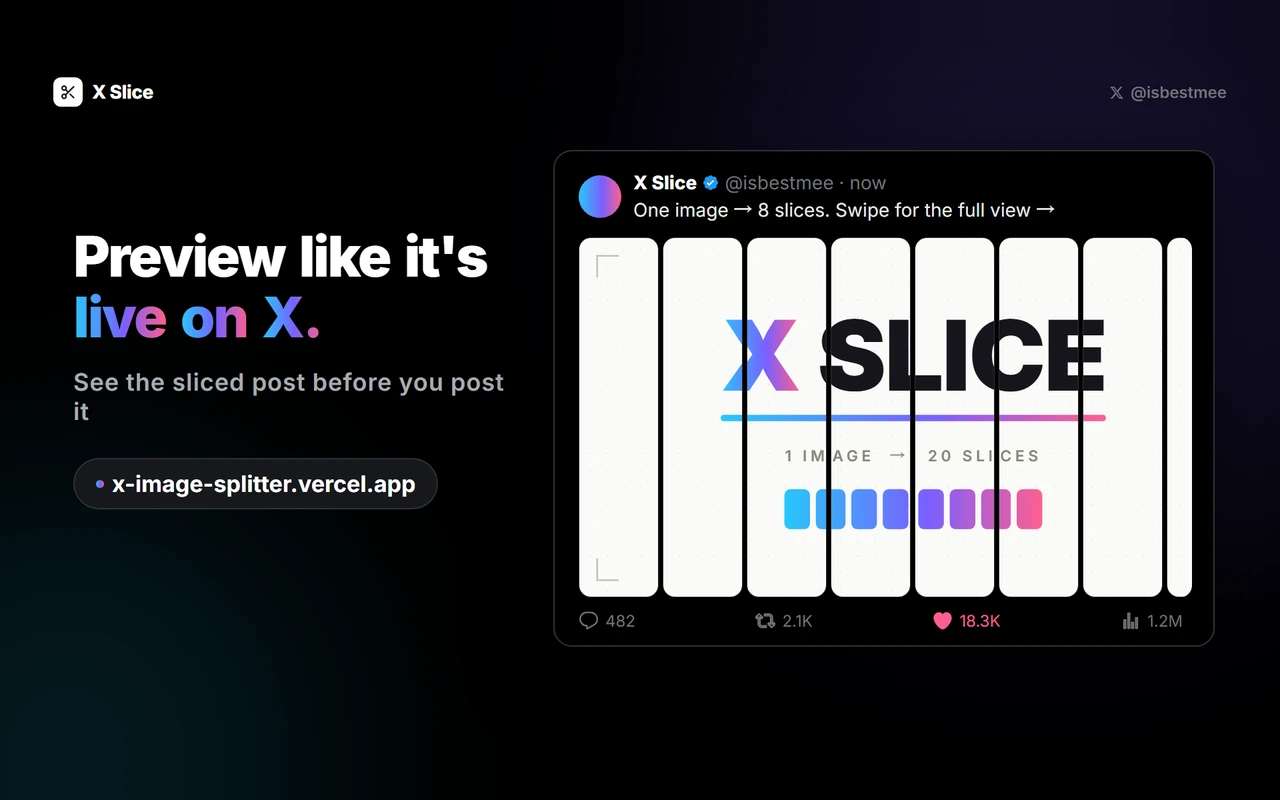 X Slice
@isbestmee
Preview like it's
live on X.
See the sliced post before you post
it
x-image-splitter.vercel.app
X Slice @isbestmee · now
One image → 8 slices. Swipe for the full view →
X SLICE
1 IMAGE → 20 SLICES
482 2.1K 18.3K 1.2M